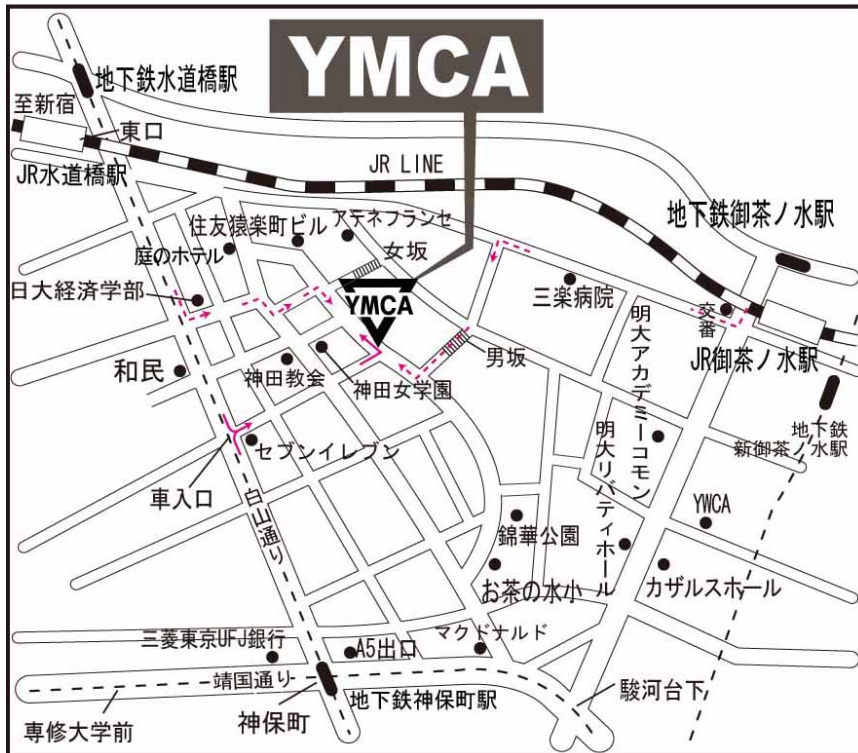 YMCA
地下鉄水道橋駅
至新宿
東口
JR水道橋駅
JR LINE
地下鉄御茶ノ水駅
住友猿楽町ビル
アテネフランセ
女坂
庭のホテル
日大経済学部
YMCA
三楽病院
交番
JR御茶ノ水駅
明大アカデミーコモン
男坂
和民
神田教会
神田女学園
地下鉄
新御茶ノ水駅
セブンイレブン
明大リバティホール
車入口
白山通り
YWCA
錦華公園
お茶の水小
カザルスホール
三菱東京UFJ銀行
A5出口
マクドナルド
靖国通り
地下鉄神保町駅
駿河台下
専修大学前
神保町